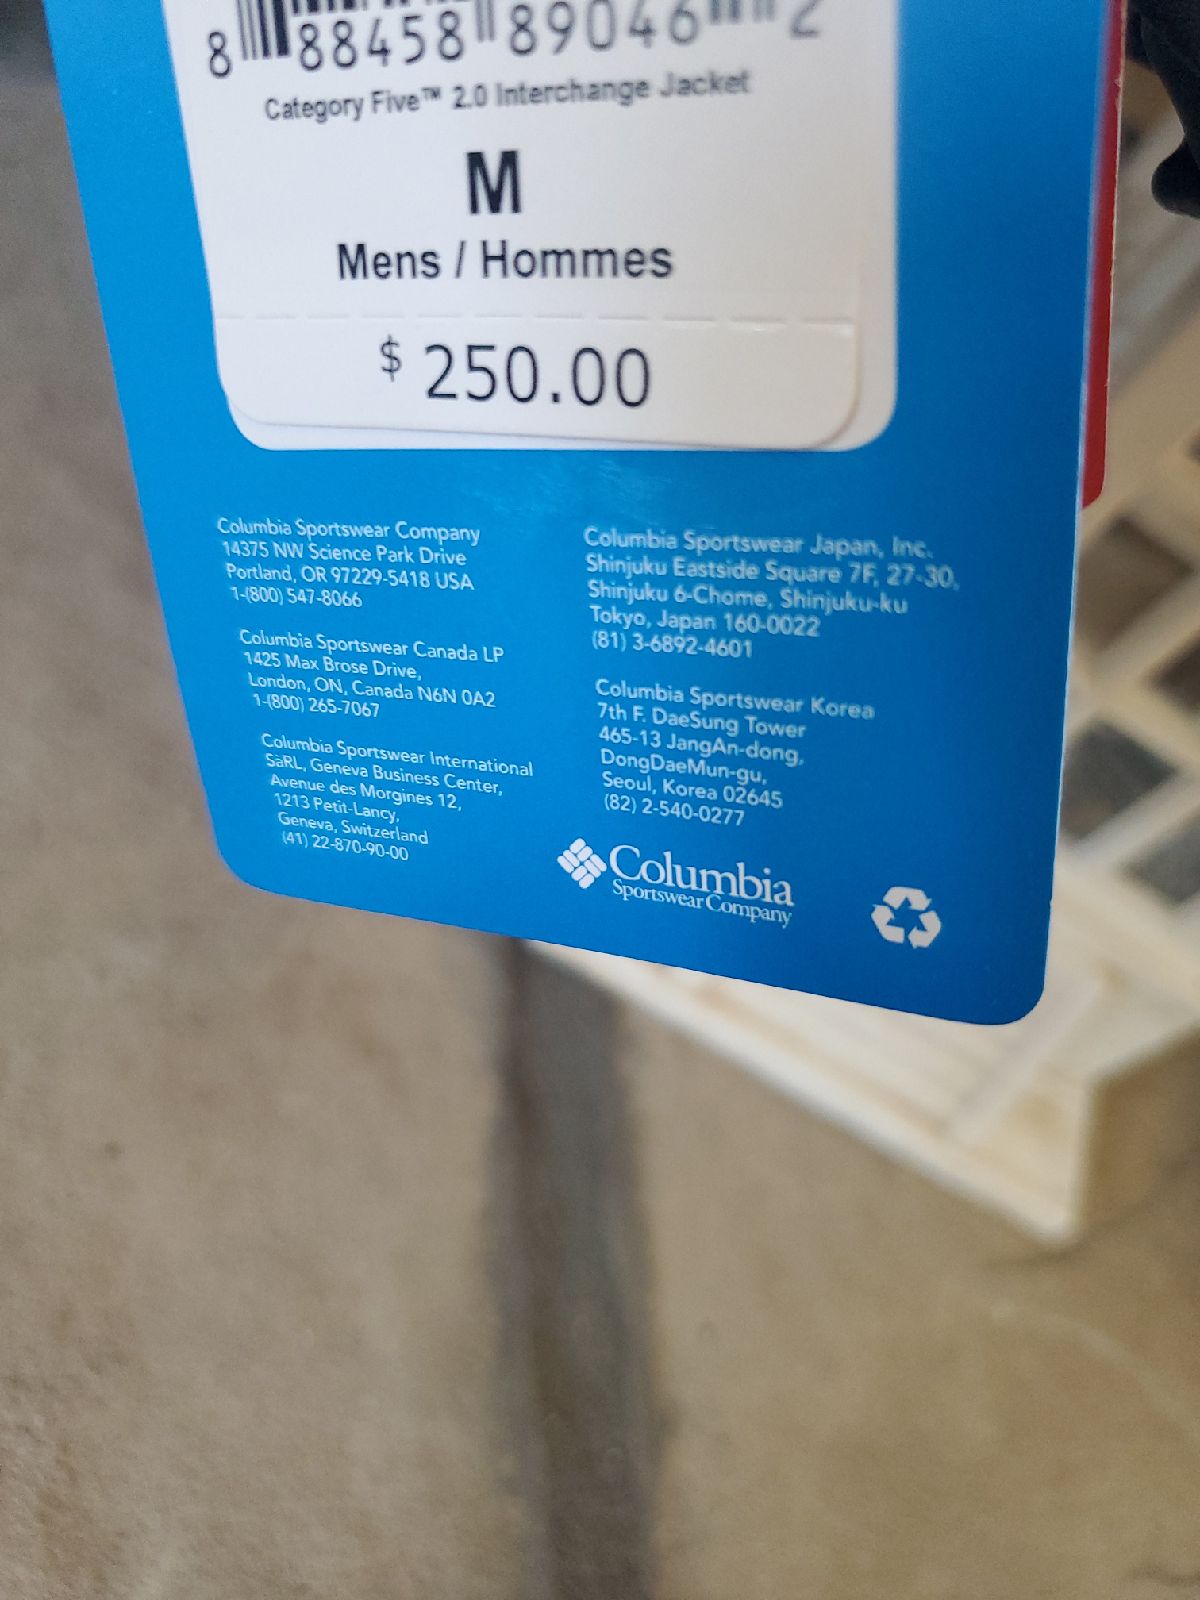 8 88458 89046 2
Category Five™ 2.0 Interchange Jacket
M
Mens / Hommes
$ 250.00
Columbia Sportswear Company
14375 NW Science Park Drive
Portland, OR 97229-5418 USA
1-(800) 547-8066
Columbia Sportswear Canada LP
1425 Max Brose Drive,
London, ON, Canada N6N 0A2
1-(800) 265-7067
Columbia Sportswear International
SàRL, Geneva Business Center,
Avenue des Morgines 12,
1213 Petit-Lancy,
Geneva, Switzerland
(41) 22-870-90-00
Columbia Sportswear Japan, Inc.
Shinjuku Eastside Square 7F, 27-30,
Shinjuku 6-Chome, Shinjuku-ku
Tokyo, Japan 160-0022
(81) 3-6892-4601
Columbia Sportswear Korea
7th F. DaeSung Tower
465-13 JangAn-dong,
DongDaeMun-gu,
Seoul, Korea 02645
(82) 2-540-0277
Columbia
Sportswear Company